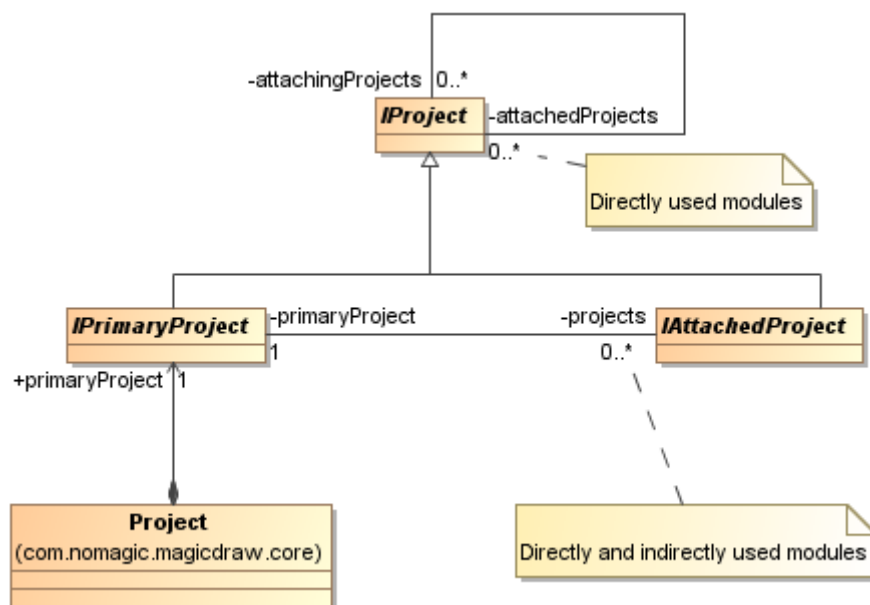 -attachingProjects 0..*
IProject
-attachedProjects
0..*
Directly used modules
IPrimaryProject
-primaryProject
1
-projects
0..*
IAttachedProject
+primaryProject 1
Project
(com.nomagic.magicdraw.core)
Directly and indirectly used modules